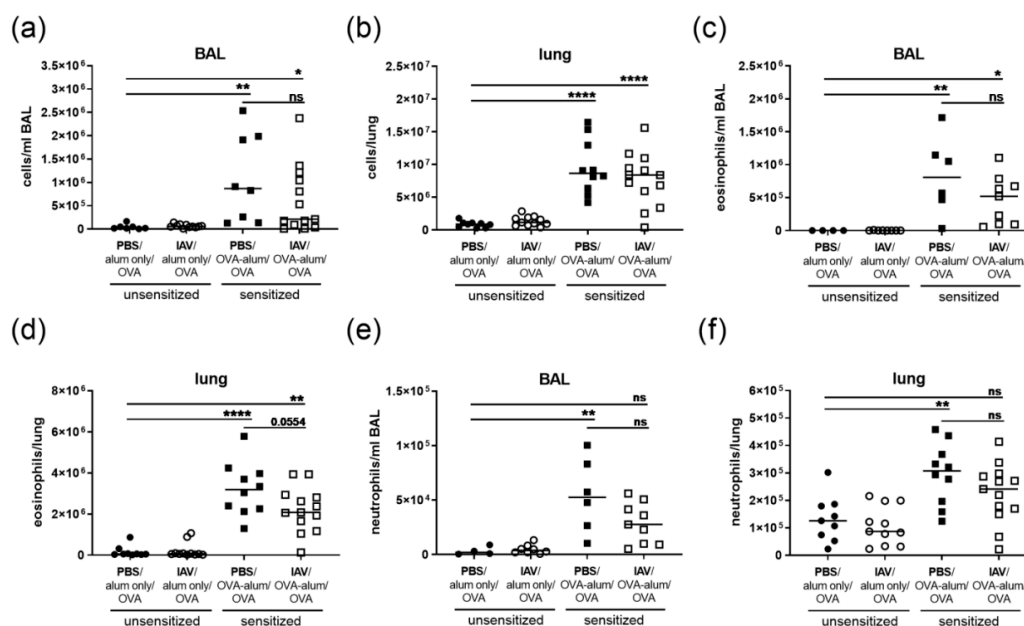 (a)
BAL
cells/ml BAL
3.5×10⁶
3×10⁶
2.5×10⁶
2×10⁶
1.5×10⁶
1×10⁶
5×10⁵
0
*
**
ns
PBS/ IAV/ PBS/ IAV/
alum only/ alum only/ OVA-alum/ OVA-alum/
OVA OVA OVA OVA
unsensitized sensitized
(b)
lung
cells/lung
2.5×10⁷
2×10⁷
1.5×10⁷
1×10⁷
5×10⁶
0
****
****
PBS/ IAV/ PBS/ IAV/
alum only/ alum only/ OVA-alum/ OVA-alum/
OVA OVA OVA OVA
unsensitized sensitized
(c)
BAL
eosinophils/ml BAL
2.5×10⁶
2×10⁶
1.5×10⁶
1×10⁶
5×10⁵
0
*
**
ns
PBS/ IAV/ PBS/ IAV/
alum only/ alum only/ OVA-alum/ OVA-alum/
OVA OVA OVA OVA
unsensitized sensitized
(d)
lung
eosinophils/lung
8×10⁶
6×10⁶
4×10⁶
2×10⁶
0
**
****
0.0554
PBS/ IAV/ PBS/ IAV/
alum only/ alum only/ OVA-alum/ OVA-alum/
OVA OVA OVA OVA
unsensitized sensitized
(e)
BAL
neutrophils/ml BAL
1.5×10⁵
1×10⁵
5×10⁴
0
ns
**
ns
PBS/ IAV/ PBS/ IAV/
alum only/ alum only/ OVA-alum/ OVA-alum/
OVA OVA OVA OVA
unsensitized sensitized
(f)
lung
neutrophils/lung
6×10⁵
5×10⁵
4×10⁵
3×10⁵
2×10⁵
1×10⁵
0
ns
**
ns
PBS/ IAV/ PBS/ IAV/
alum only/ alum only/ OVA-alum/ OVA-alum/
OVA OVA OVA OVA
unsensitized sensitized